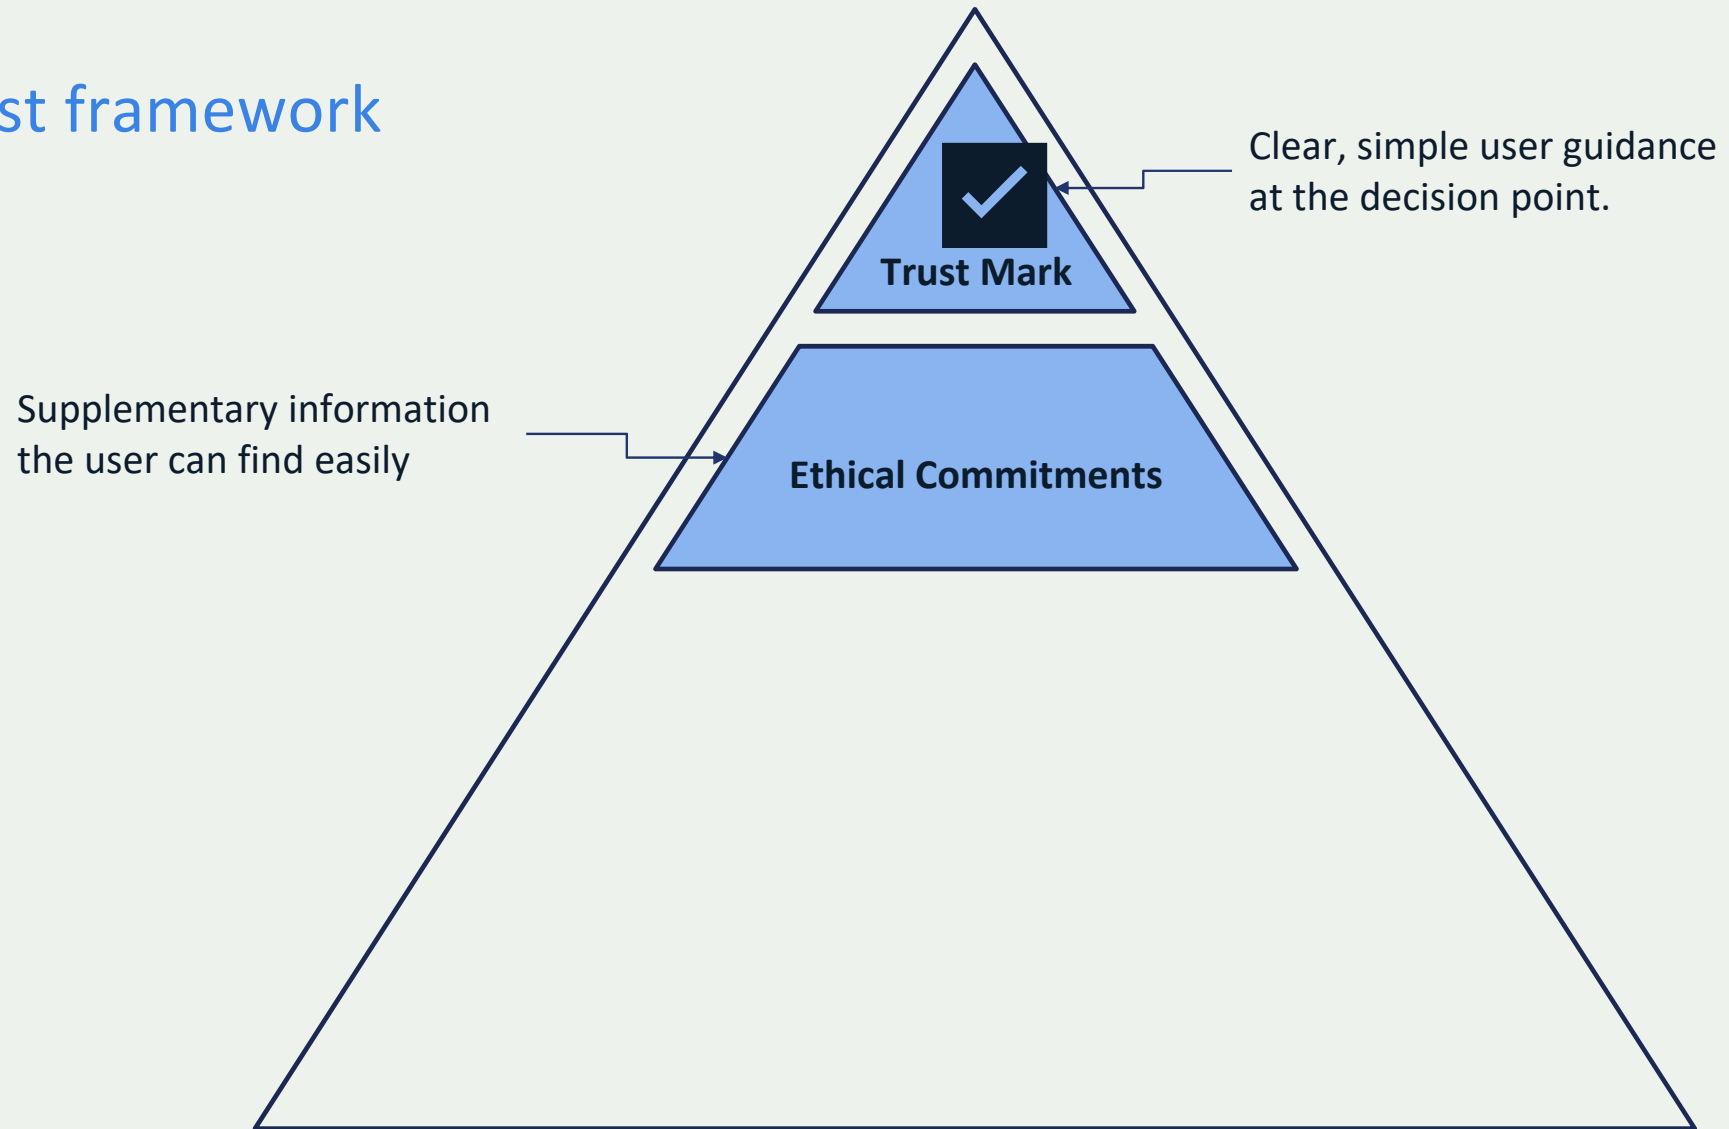 st framework
Clear, simple user guidance
at the decision point.
Trust Mark
Supplementary information
the user can find easily
Ethical Commitments